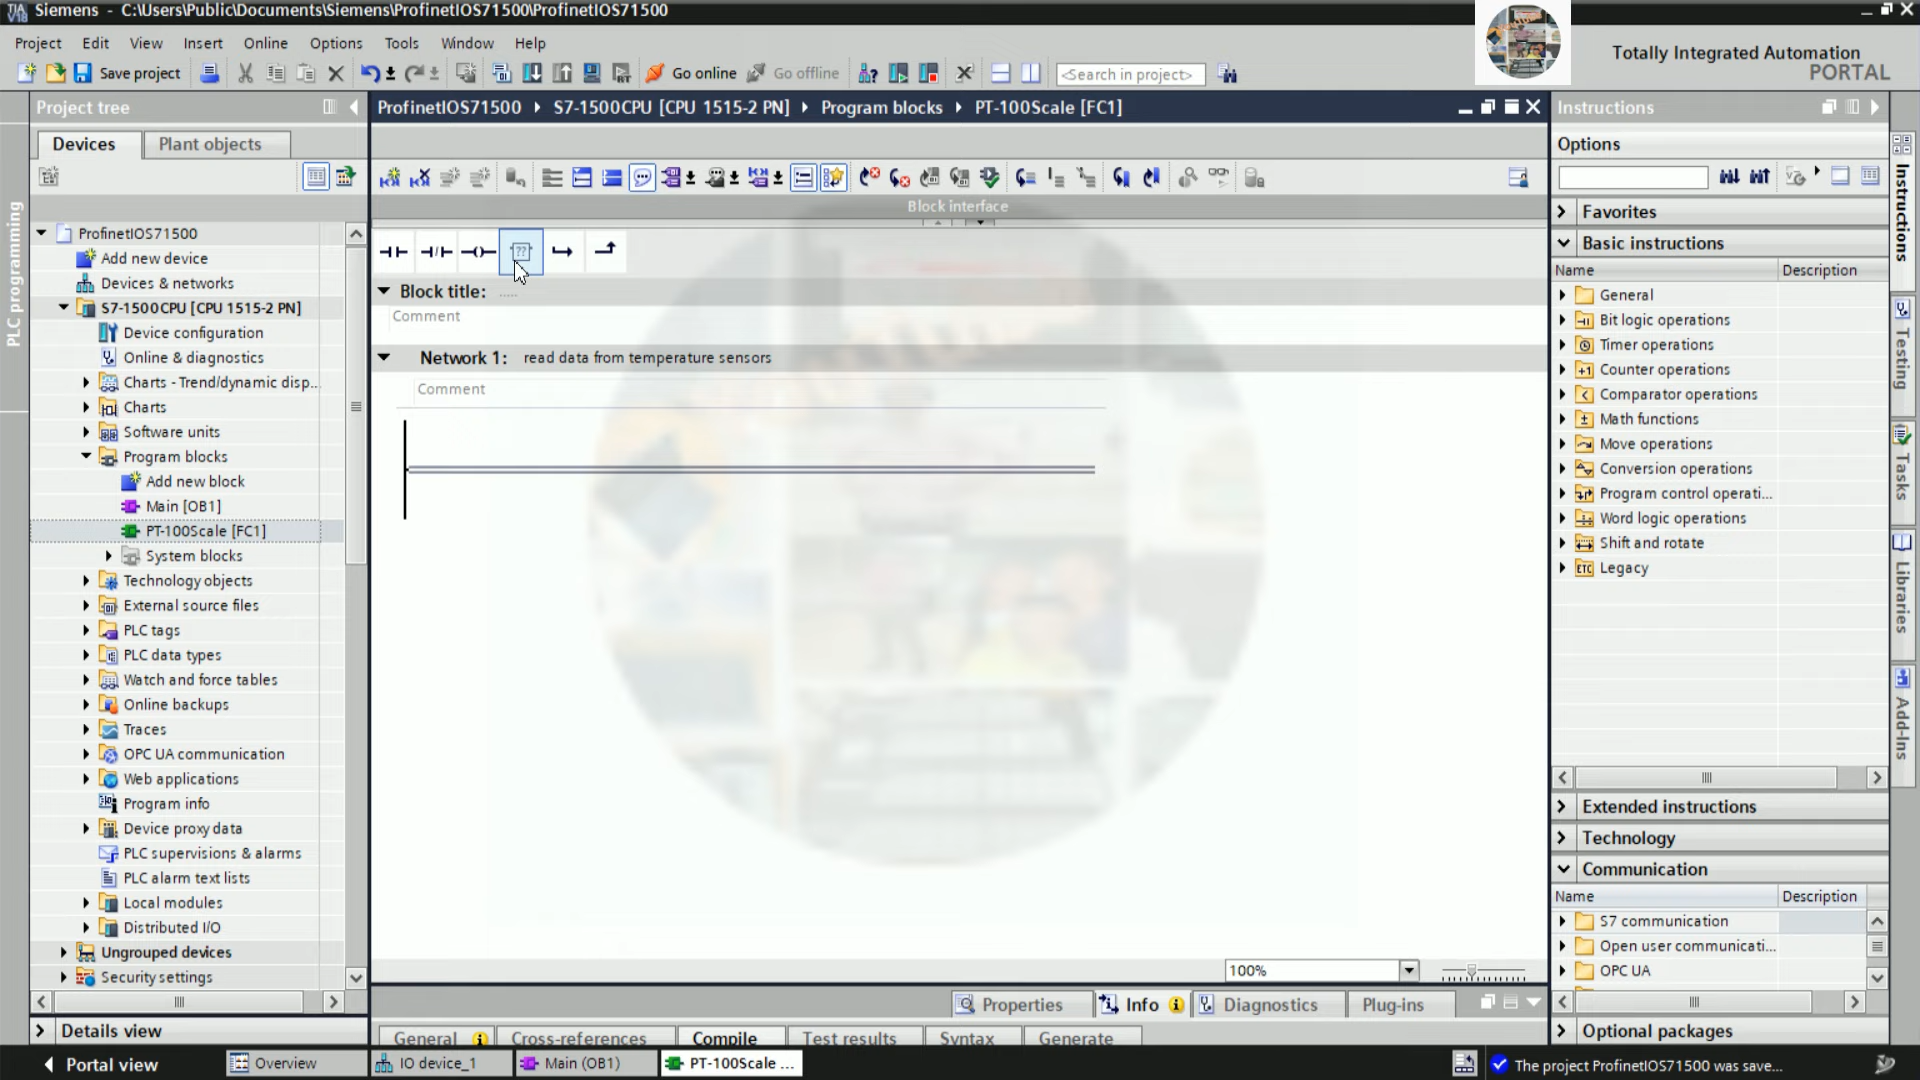 Siemens - C:\Users\Public\Documents\Siemens\ProfinetIOS71500\ProfinetIOS71500
Project Edit View Insert Online Options Tools Window Help
Totally Integrated Automation
PORTAL
Save project
Go online
Go offline
<Search in project>
Project tree
ProfinetIOS71500 S7-1500CPU [CPU 1515-2 PN] Program blocks PT-100Scale [FC1]
Instructions
Devices
Plant objects
Options
Block interface
PLC programming
ProfinetIOS71500
Add new device
Devices & networks
S7-1500CPU [CPU 1515-2 PN]
Device configuration
Online & diagnostics
Charts - Trend/dynamic disp...
Charts
Software units
Program blocks
Add new block
Main [OB1]
PT-100Scale [FC1]
System blocks
Technology objects
External source files
PLC tags
PLC data types
Watch and force tables
Online backups
Traces
OPC UA communication
Web applications
Program info
Device proxy data
PLC supervisions & alarms
PLC alarm text lists
Local modules
Distributed I/O
Ungrouped devices
Security settings
Details view
??
Block title: .....
Comment
Network 1: read data from temperature sensors
Comment
100%
Properties
Info
Diagnostics
Plug-ins
General
Cross-references
Compile
Test results
Syntax
Generate
Favorites
Basic instructions
Name
Description
General
Bit logic operations
Timer operations
Counter operations
Comparator operations
Math functions
Move operations
Conversion operations
Program control operati...
Word logic operations
Shift and rotate
Legacy
Extended instructions
Technology
Communication
Name
Description
S7 communication
Open user communicati...
OPC UA
Optional packages
Instructions
Testing
Tasks
Libraries
Add-Ins
Portal view
Overview
IO device_1
Main (OB1)
PT-100Scale ...
The project ProfinetIOS71500 was save...